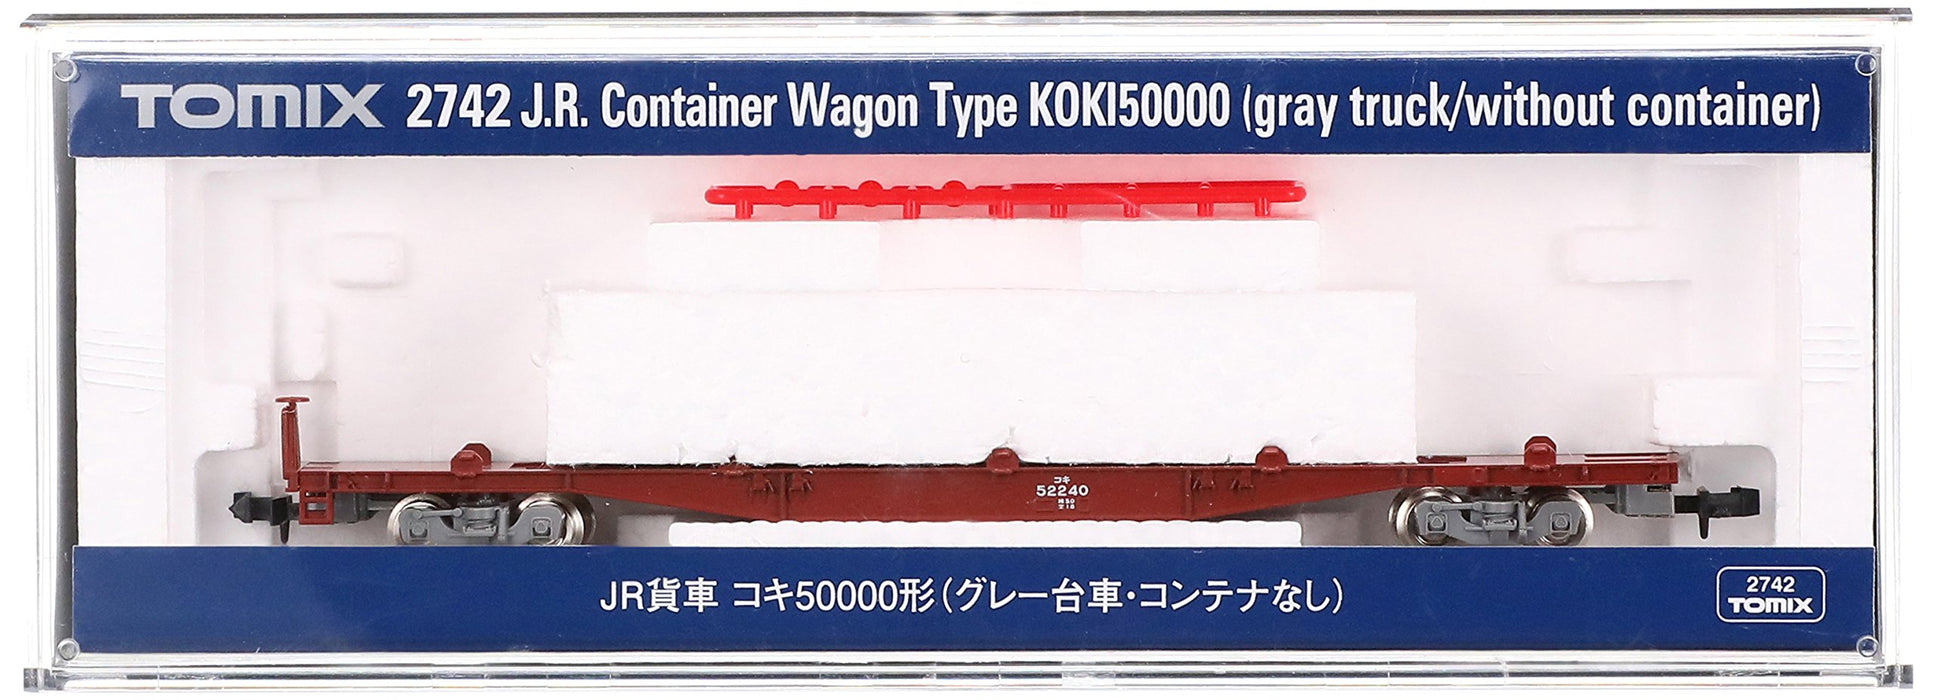 TOMIX 2742 J.R. Container Wagon Type KOKI50000 (gray truck/without container)
コキ
52240
JR貨車 コキ50000形(グレー台車・コンテナなし)
2742
TOMIX